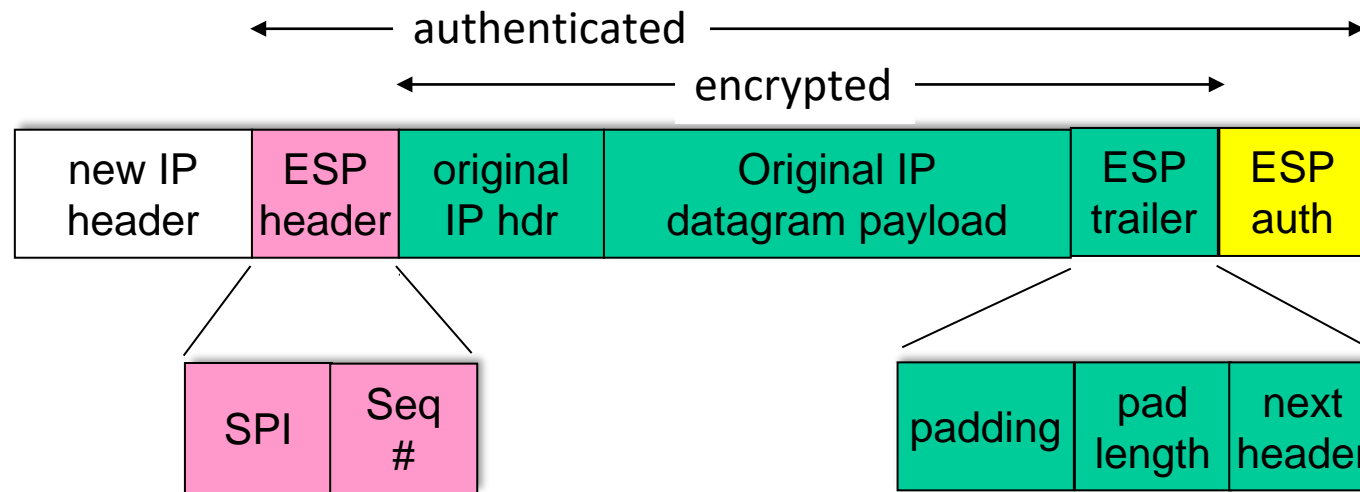 authenticated
encrypted
new IP
header
ESP
header
original
IP hdr
Original IP
datagram payload
ESP
trailer
ESP
auth
SPI
Seq
#
padding
pad
length
next
header